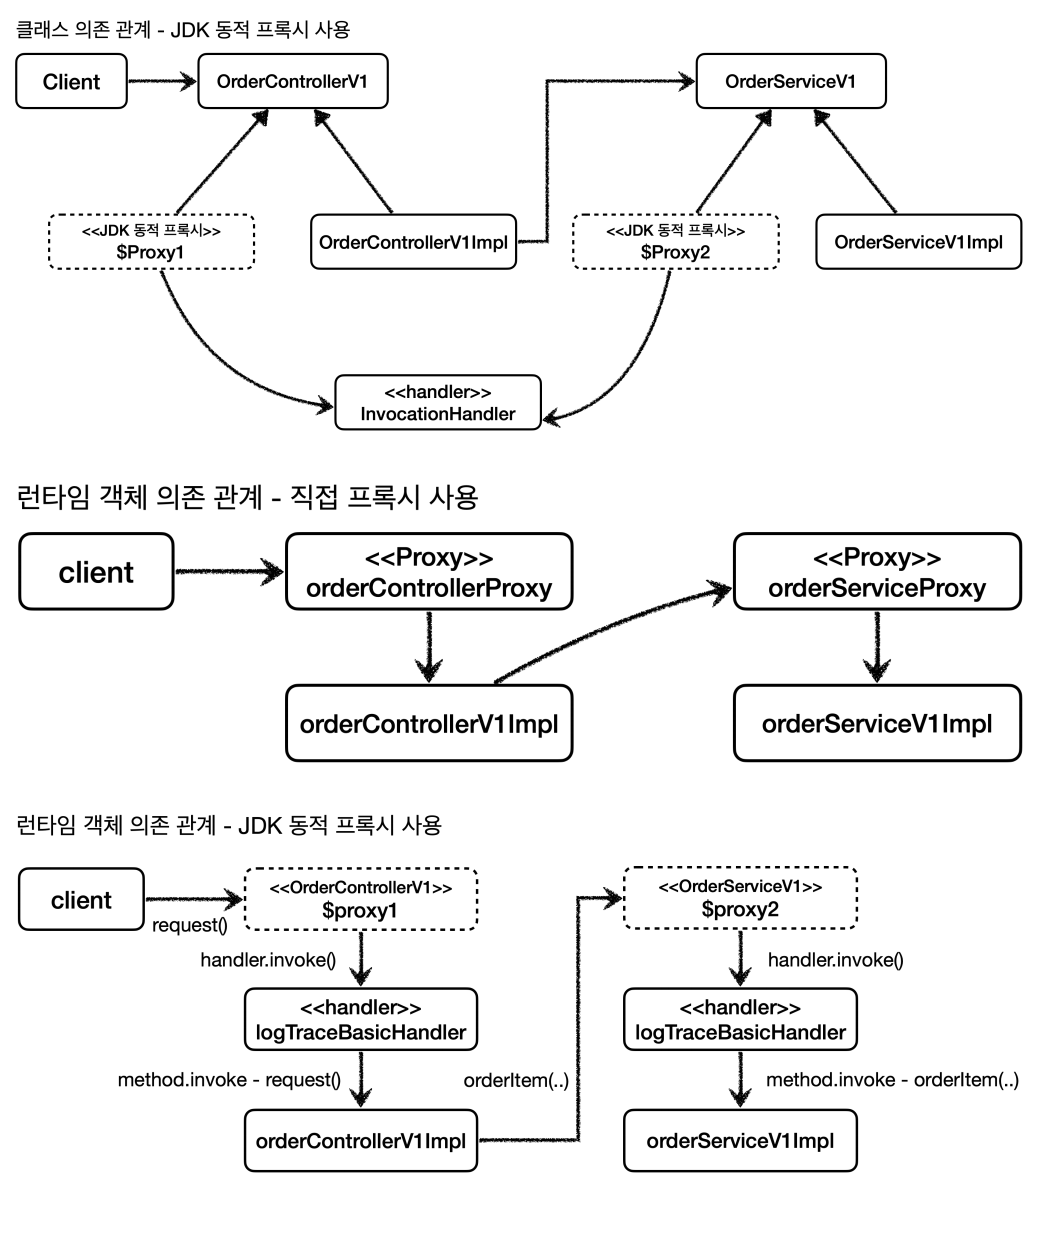 클래스 의존 관계 - JDK 동적 프록시 사용
Client
OrderControllerV1
OrderServiceV1
<<JDK 동적 프록시>>
$Proxy1
OrderControllerV1Impl
<<JDK 동적 프록시>>
$Proxy2
OrderServiceV1Impl
<<handler>>
InvocationHandler
런타임 객체 의존 관계 - 직접 프록시 사용
client
<<Proxy>>
orderControllerProxy
<<Proxy>>
orderServiceProxy
orderControllerV1Impl
orderServiceV1Impl
런타임 객체 의존 관계 - JDK 동적 프록시 사용
client
request()
<<OrderControllerV1>>
$proxy1
<<OrderServiceV1>>
$proxy2
handler.invoke()
handler.invoke()
<<handler>>
logTraceBasicHandler
<<handler>>
logTraceBasicHandler
method.invoke - request()
orderItem(..)
method.invoke - orderItem(..)
orderControllerV1Impl
orderServiceV1Impl